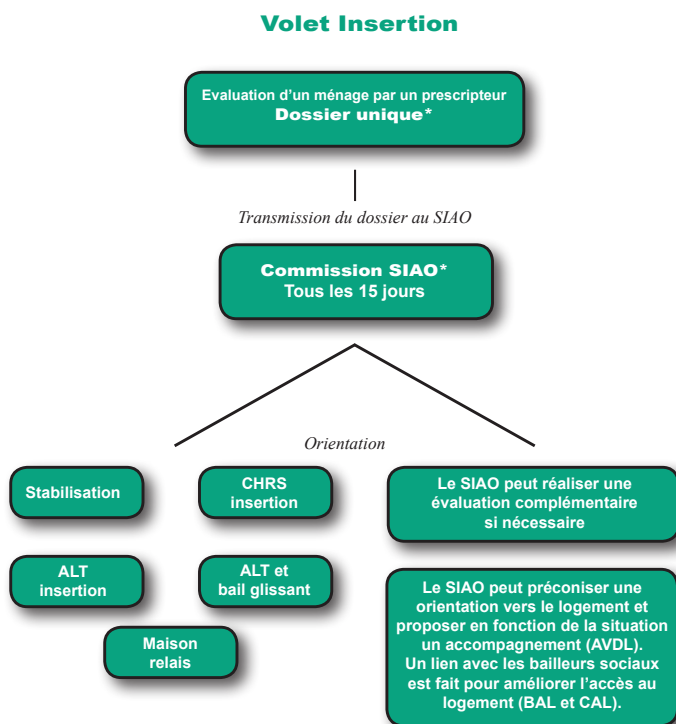 Volet Insertion
Evaluation d'un ménage par un prescripteur
Dossier unique*
Transmission du dossier au SIAO
Commission SIAO*
Tous les 15 jours
Orientation
Stabilisation
CHRS
insertion
ALT
insertion
ALT et
bail glissant
Maison
relais
Le SIAO peut réaliser une
évaluation complémentaire
si nécessaire
Le SIAO peut préconiser une
orientation vers le logement et
proposer en fonction de la situation
un accompagnement (AVDL).
Un lien avec les bailleurs sociaux
est fait pour améliorer l'accès au
logement (BAL et CAL).